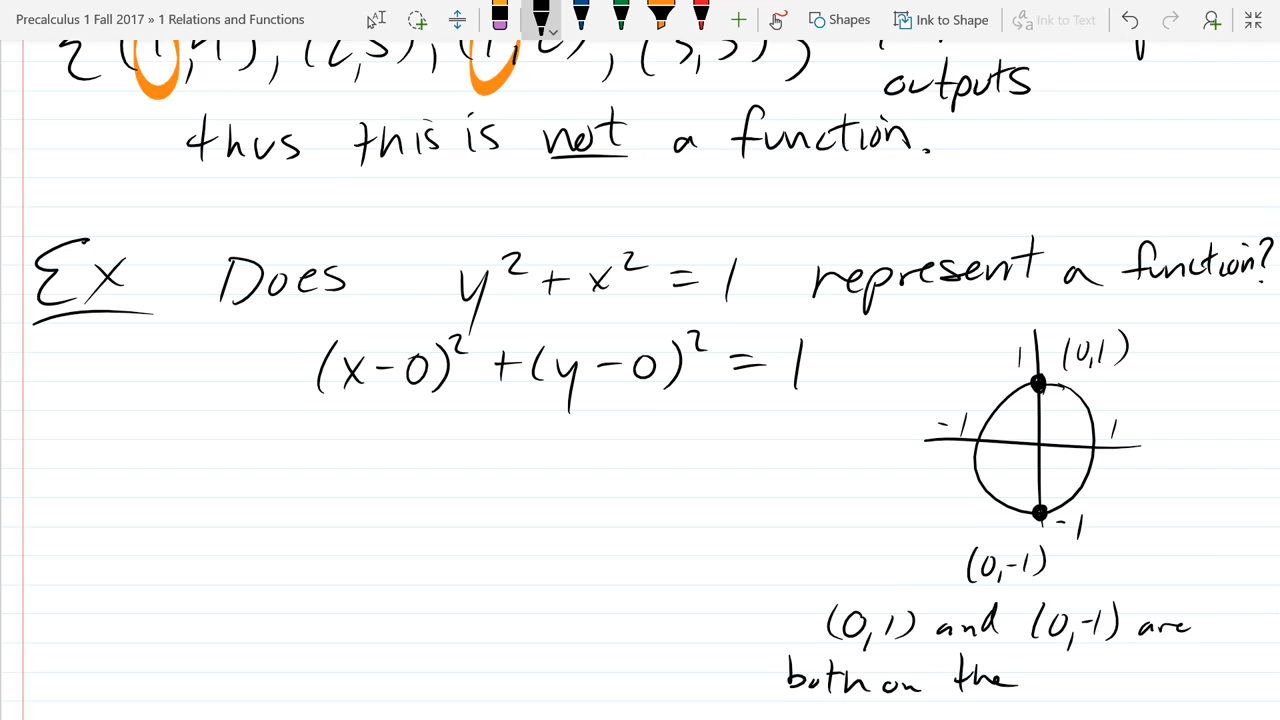 Precalculus 1 Fall 2017 » 1 Relations and Functions
Shapes
Ink to Shape
Ink to Text
outputs
thus this is not a function.
Ex Does y² + x² = 1 represent a function?
(x-0)² + (y-0)² = 1
1 (0,1)
-1 1
-1
(0,-1)
(0,1) and (0,-1) are
both on the